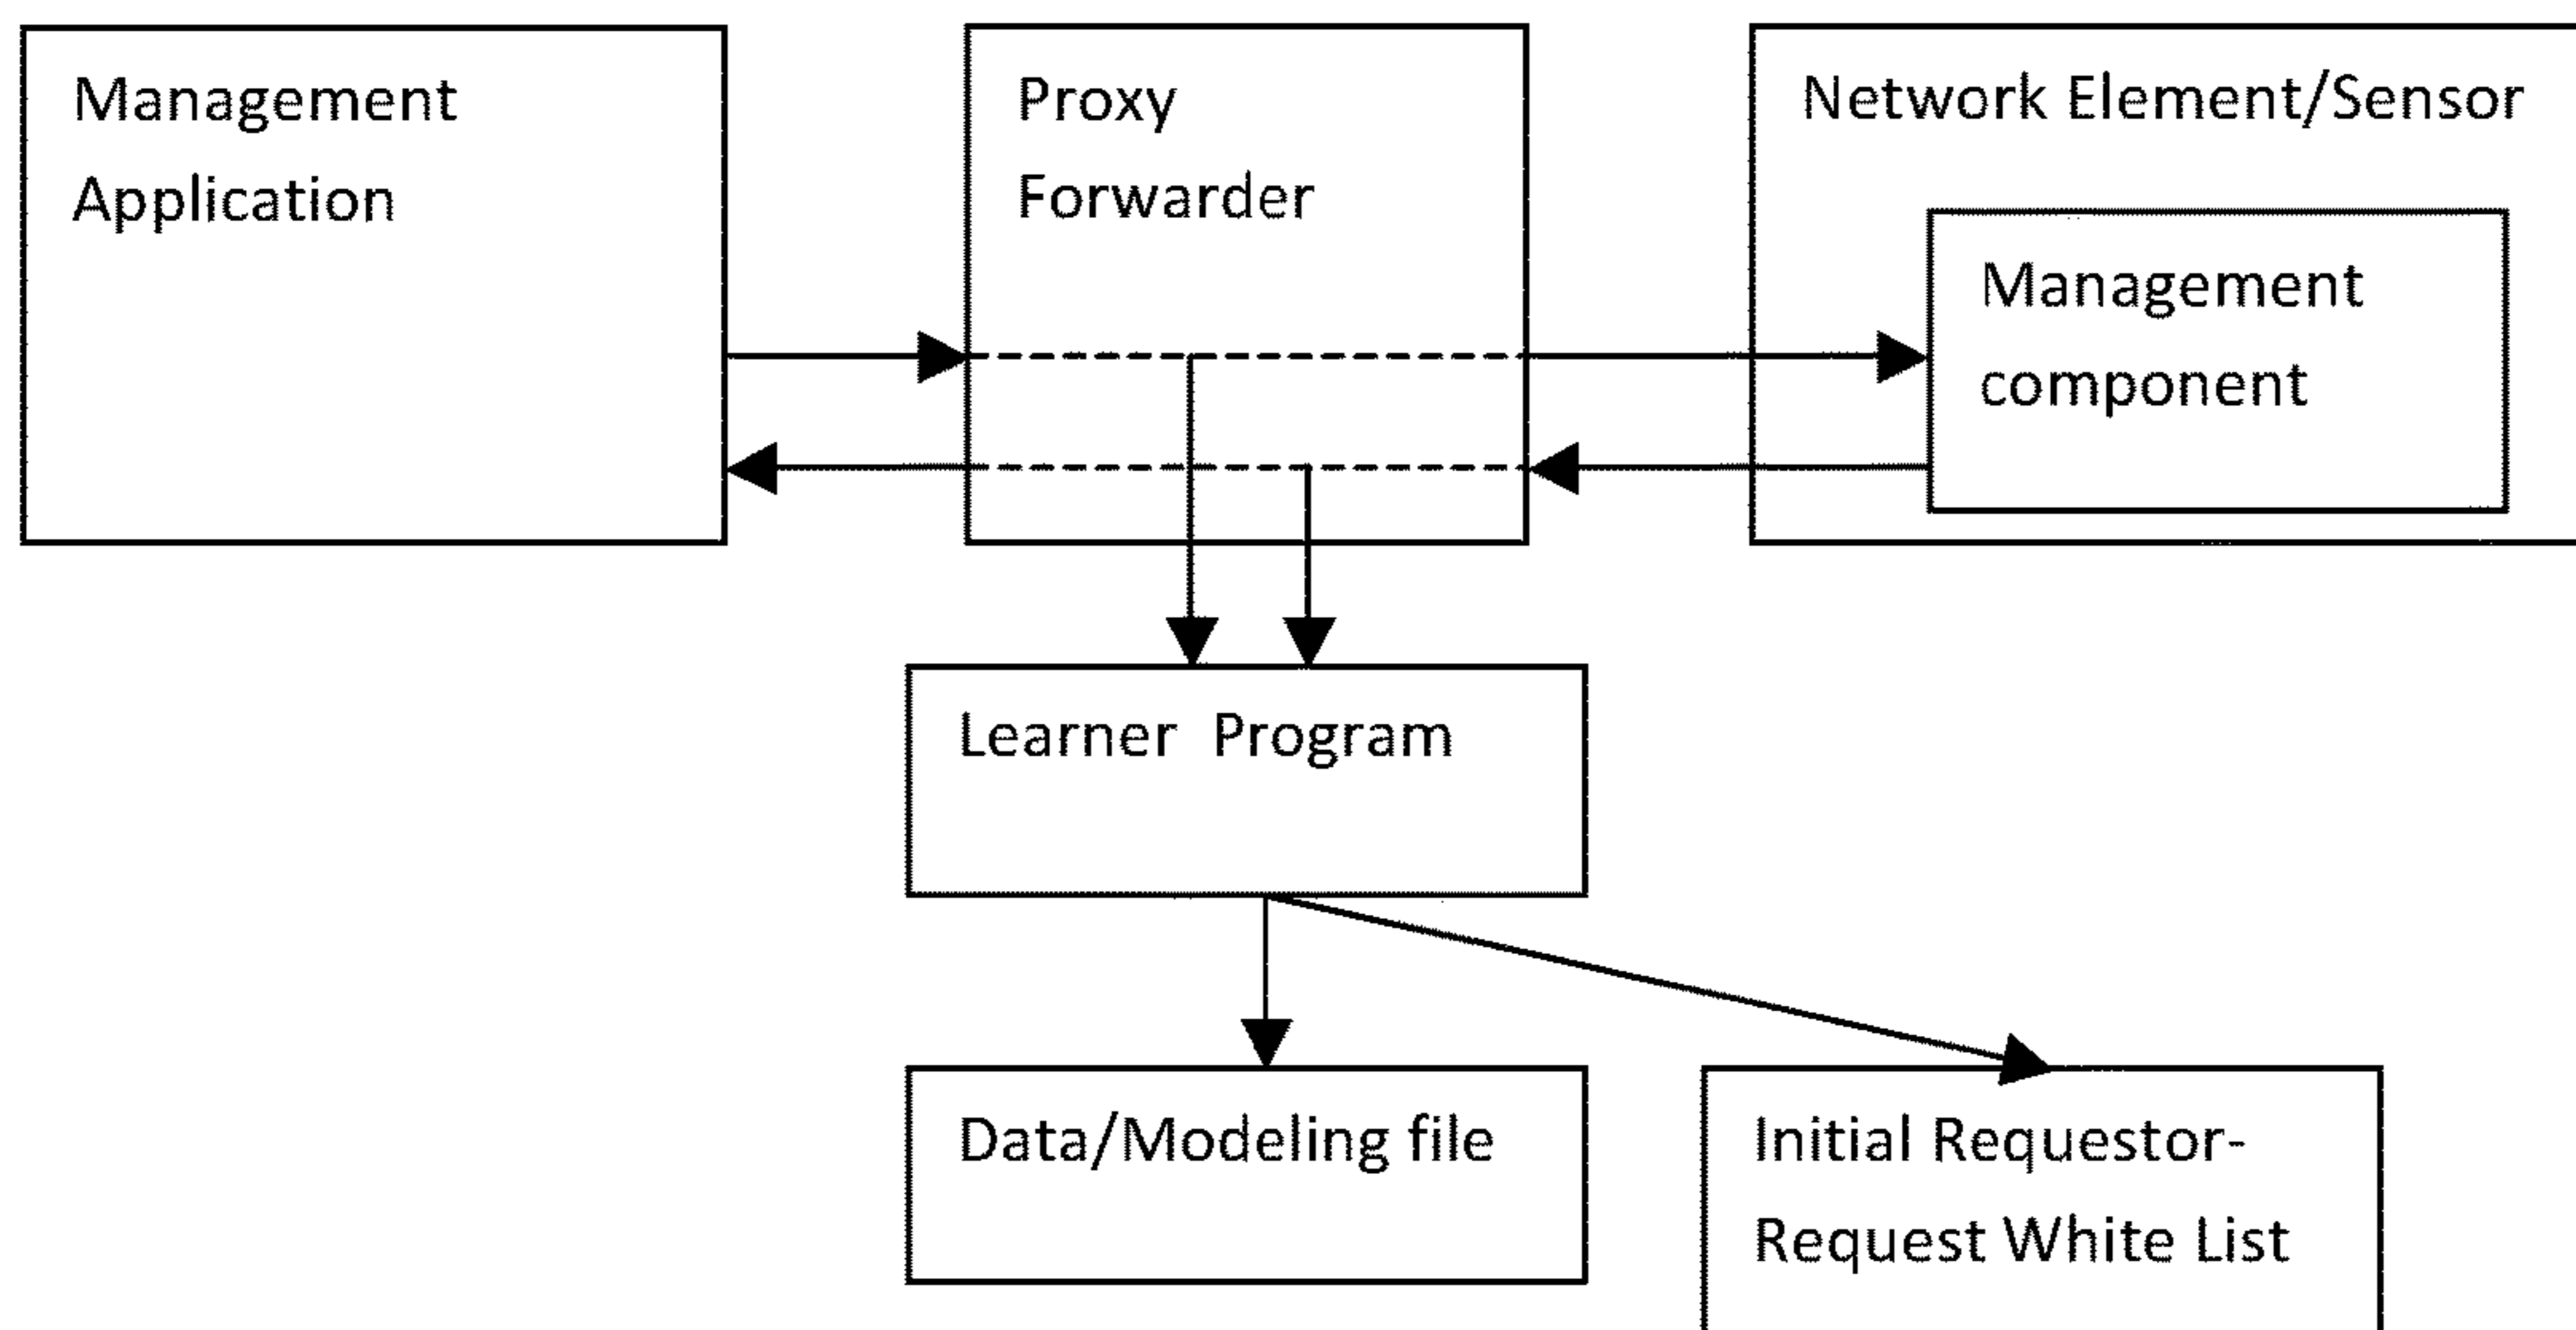 Management
Application
Proxy
Forwarder
Network Element/Sensor
Management
component
Learner Program
Data/Modeling file
Initial Requestor-
Request White List